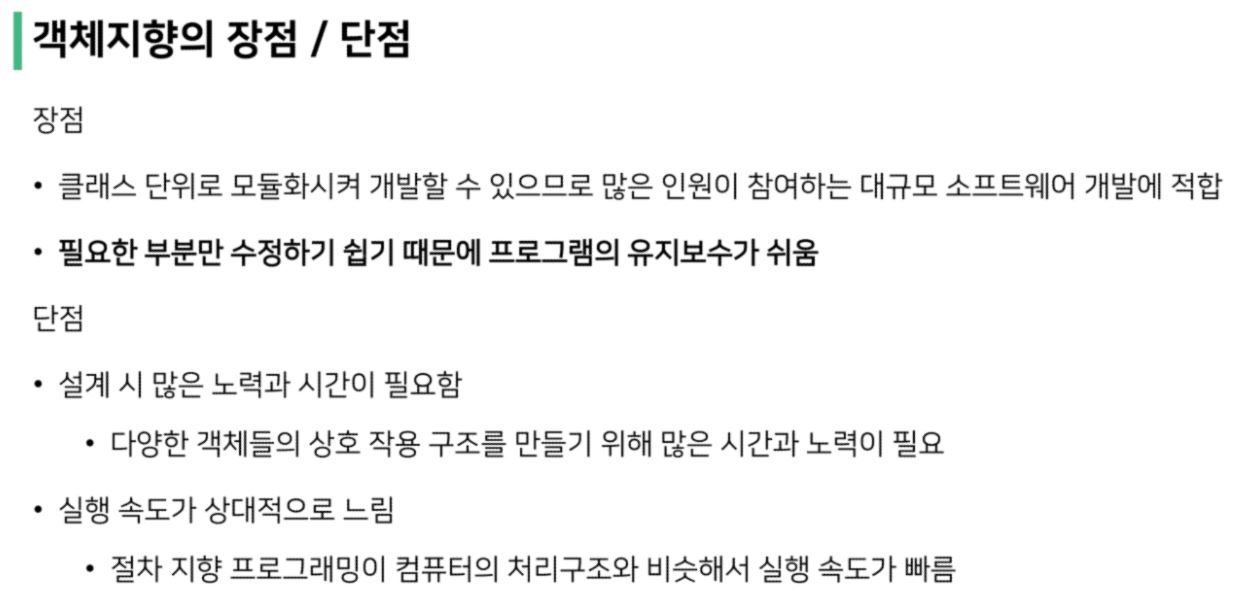 객체지향의 장점 / 단점
장점
• 클래스 단위로 모듈화시켜 개발할 수 있으므로 많은 인원이 참여하는 대규모 소프트웨어 개발에 적합
• 필요한 부분만 수정하기 쉽기 때문에 프로그램의 유지보수가 쉬움
단점
• 설계 시 많은 노력과 시간이 필요함
• 다양한 객체들의 상호 작용 구조를 만들기 위해 많은 시간과 노력이 필요
• 실행 속도가 상대적으로 느림
• 절차 지향 프로그래밍이 컴퓨터의 처리구조와 비슷해서 실행 속도가 빠름